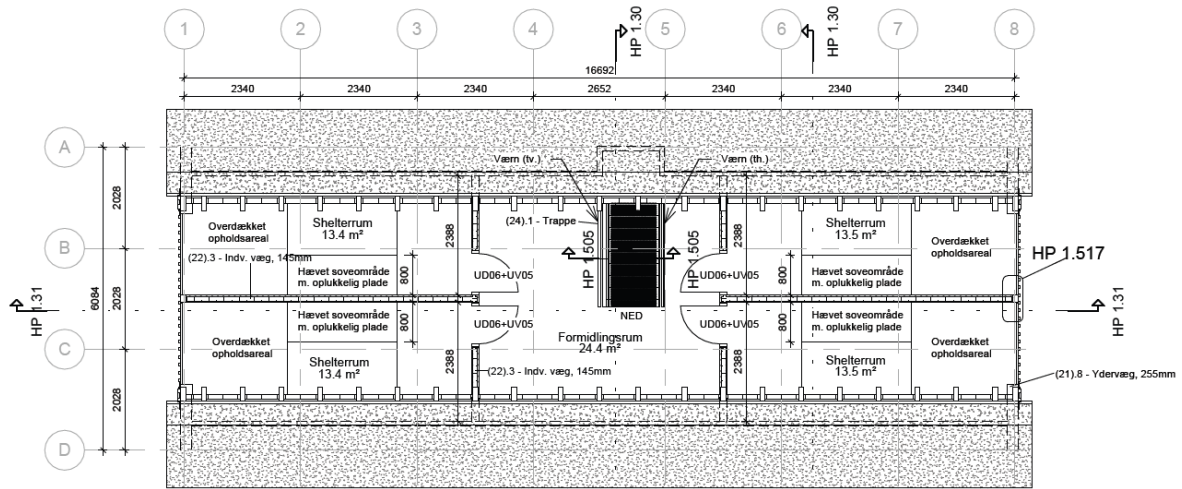 HP 1.30
HP 1.30
1
2
3
4
5
6
7
8
16692
2340
2340
2340
2652
2340
2340
2340
A
B
C
D
6084
2028
2028
2028
Værn (tv.)
Værn (th.)
(24).1 - Trappe
Overdækket
opholdsareal
Shelterrum
13.4 m²
2388
HP 1.505
HP 1.505
2388
Shelterrum
13.5 m²
Overdækket
opholdsareal
(22).3 - Indv. væg, 145mm
Hævet soveområde
m. oplukkelig plade
800
UD06+UV05
UD06+UV05
800
Hævet soveområde
m. oplukkelig plade
HP 1.517
HP 1.31
HP 1.31
NED
Overdækket
opholdsareal
Hævet soveområde
m. oplukkelig plade
800
UD06+UV05
UD06+UV05
800
Hævet soveområde
m. oplukkelig plade
Overdækket
opholdsareal
Formidlingsrum
24.4 m²
Shelterrum
13.4 m²
2388
(22).3 - Indv. væg, 145mm
2388
Shelterrum
13.5 m²
(21).8 - Ydervæg, 255mm